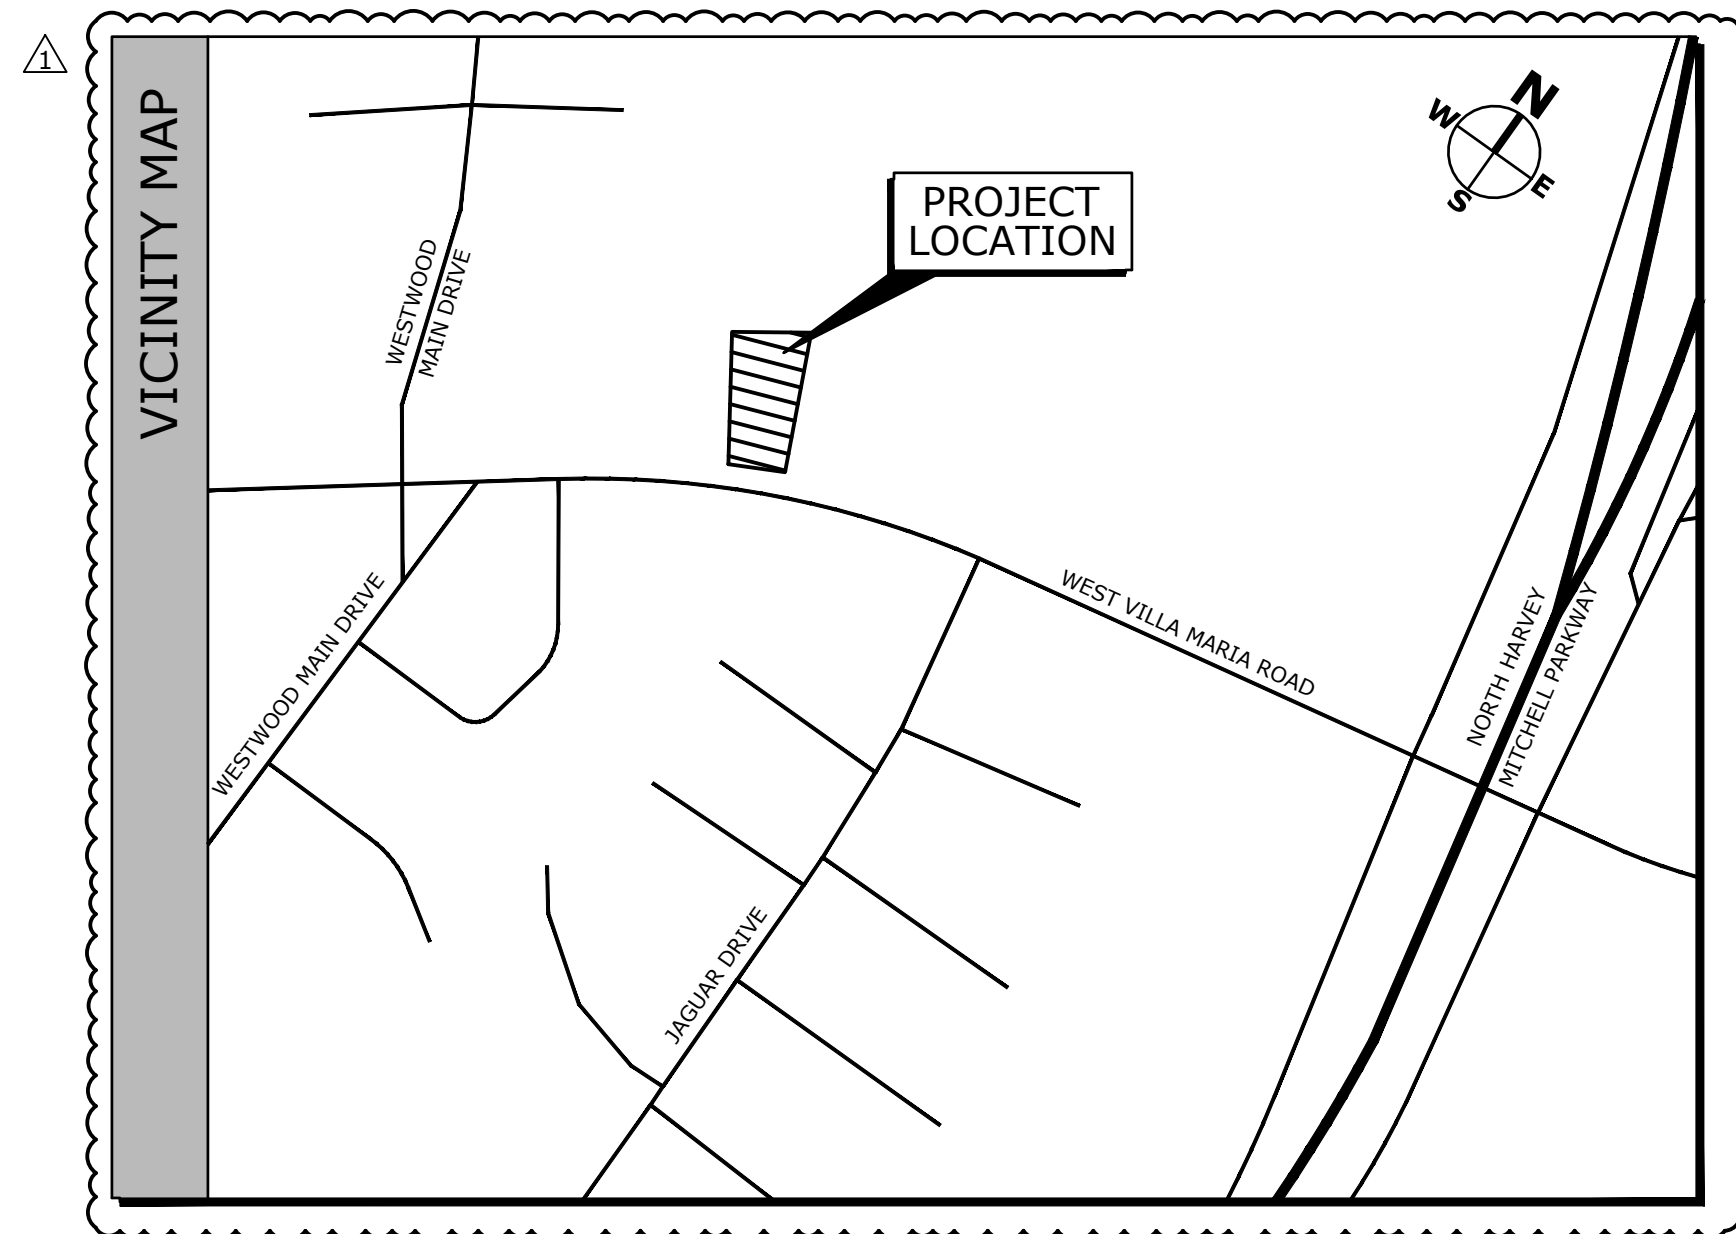 1
VICINITY MAP
N
W
E
S
PROJECT
LOCATION
WESTWOOD
MAIN DRIVE
WESTWOOD MAIN DRIVE
WEST VILLA MARIA ROAD
NORTH HARVEY
MITCHELL PARKWAY
JAGUAR DRIVE